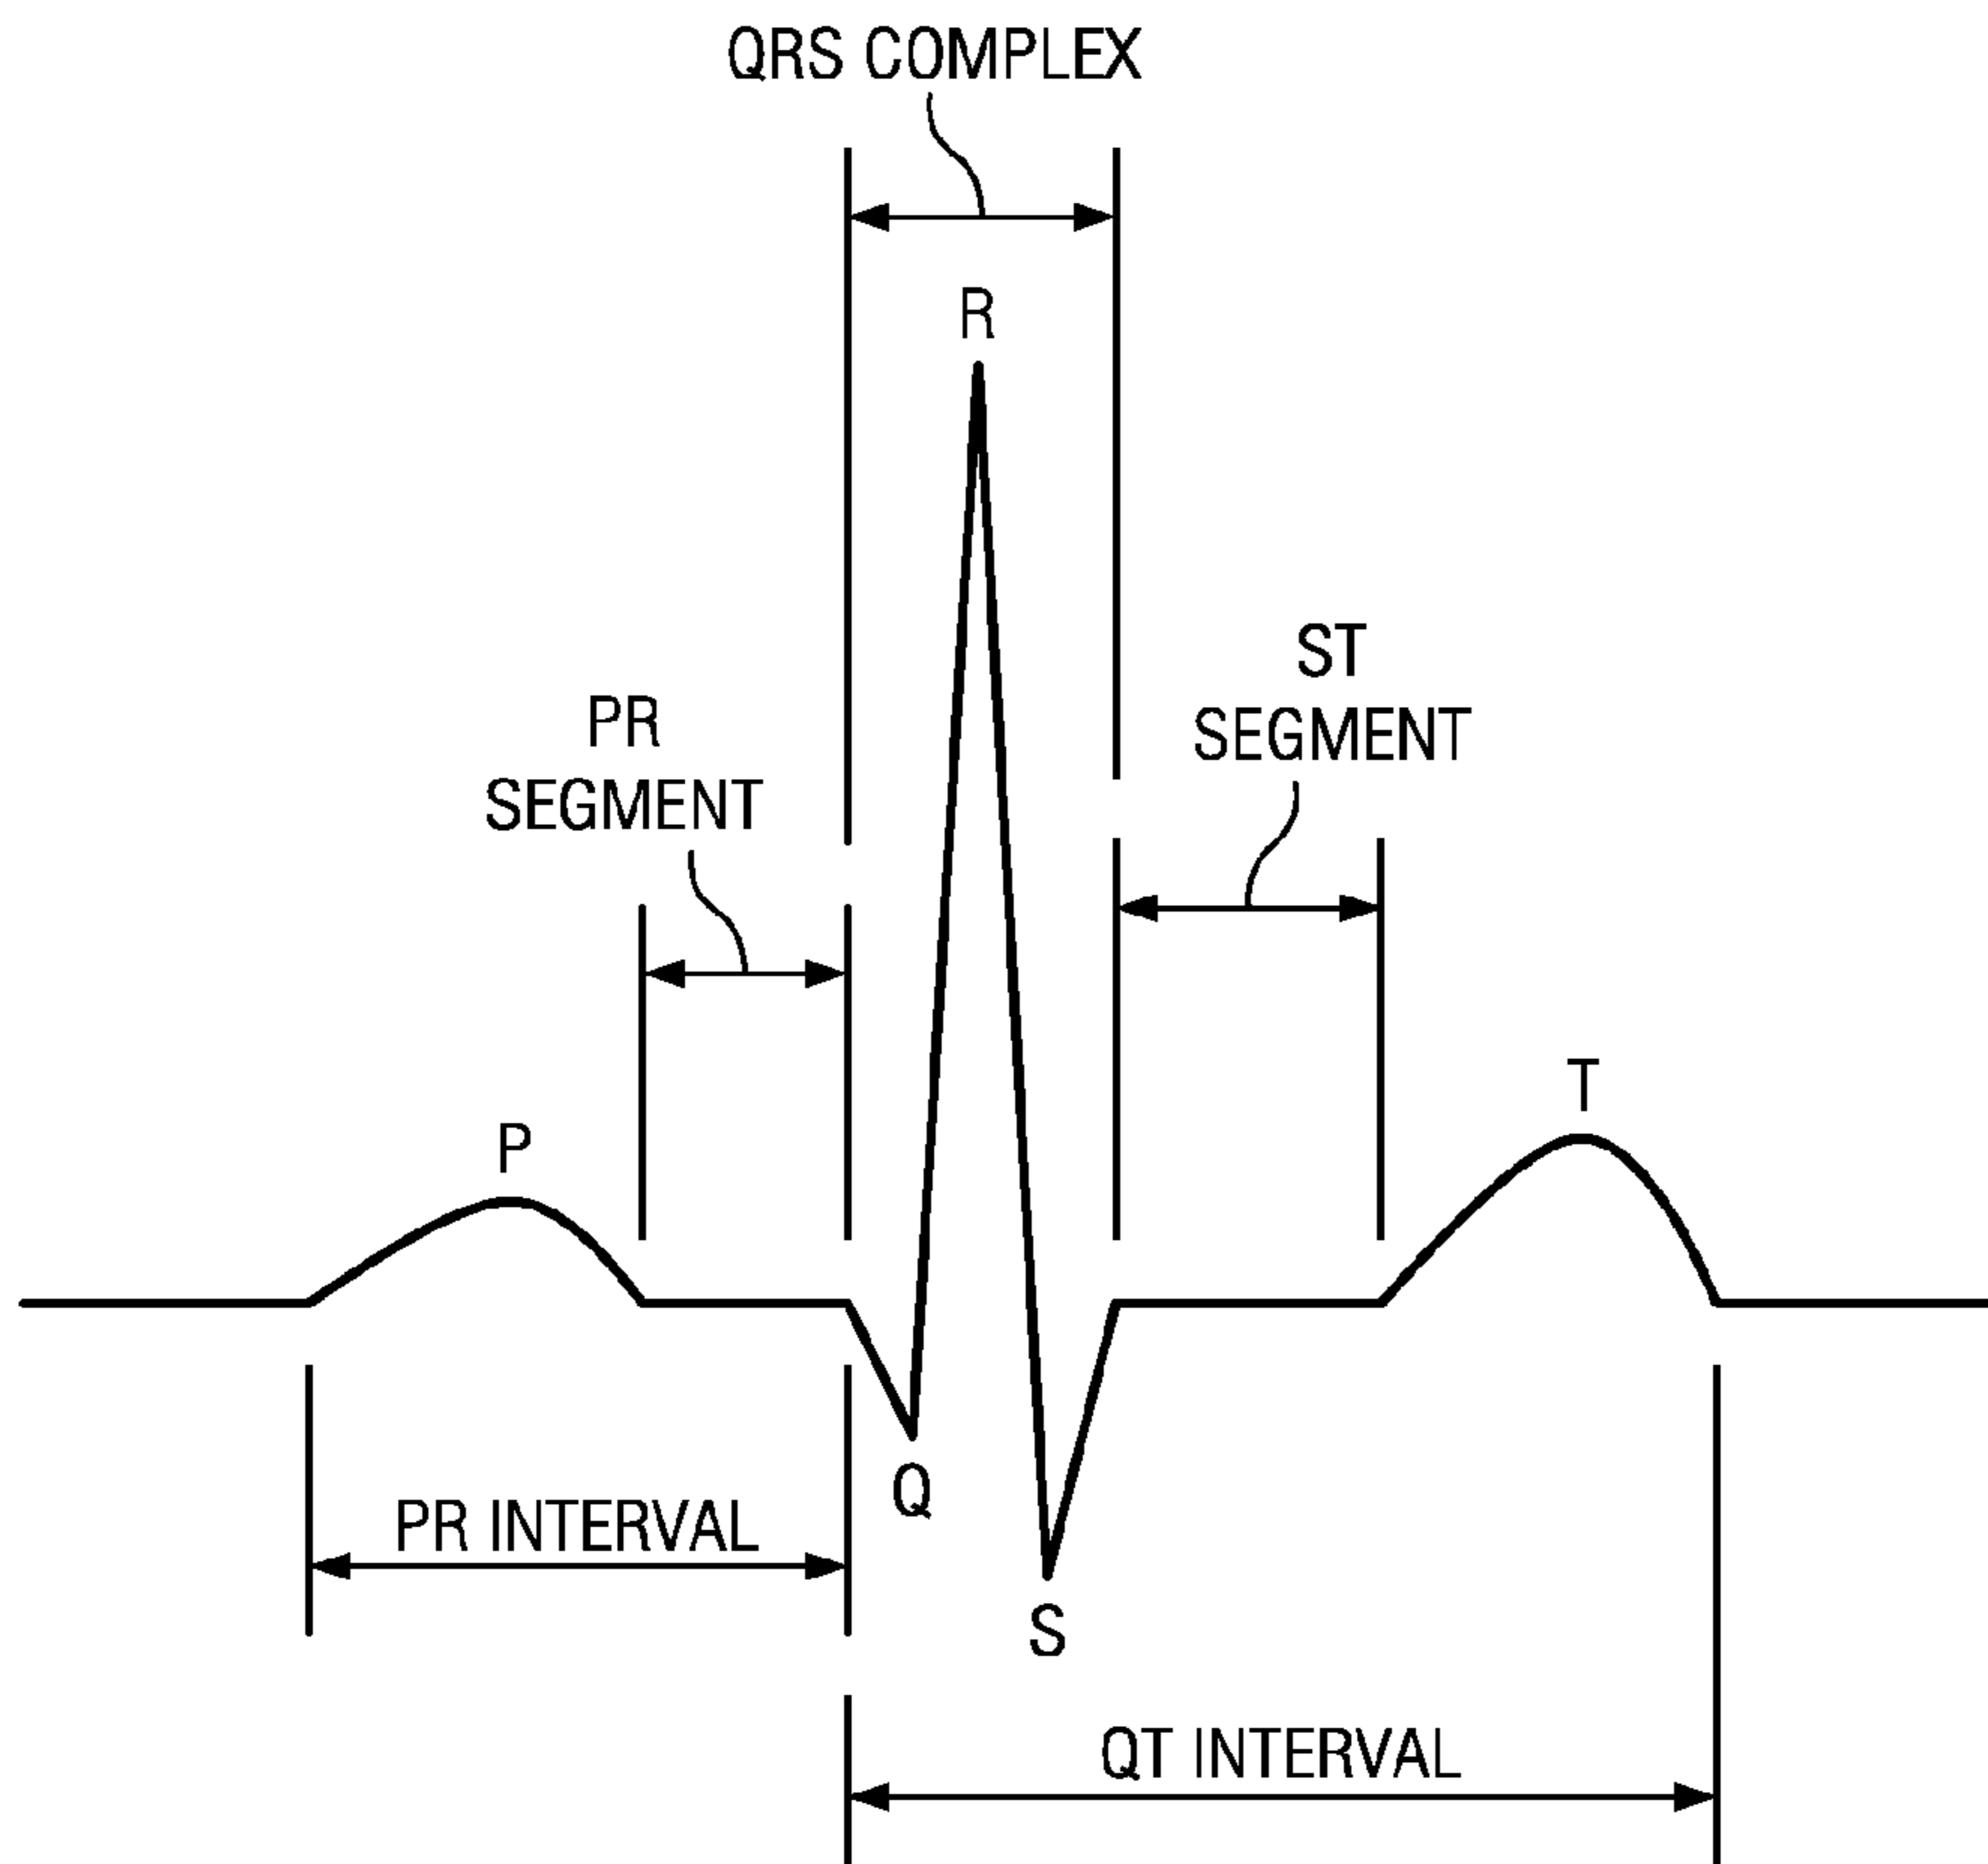 QRS COMPLEX
R
ST
SEGMENT
PR
SEGMENT
T
P
Q
PR INTERVAL
S
QT INTERVAL